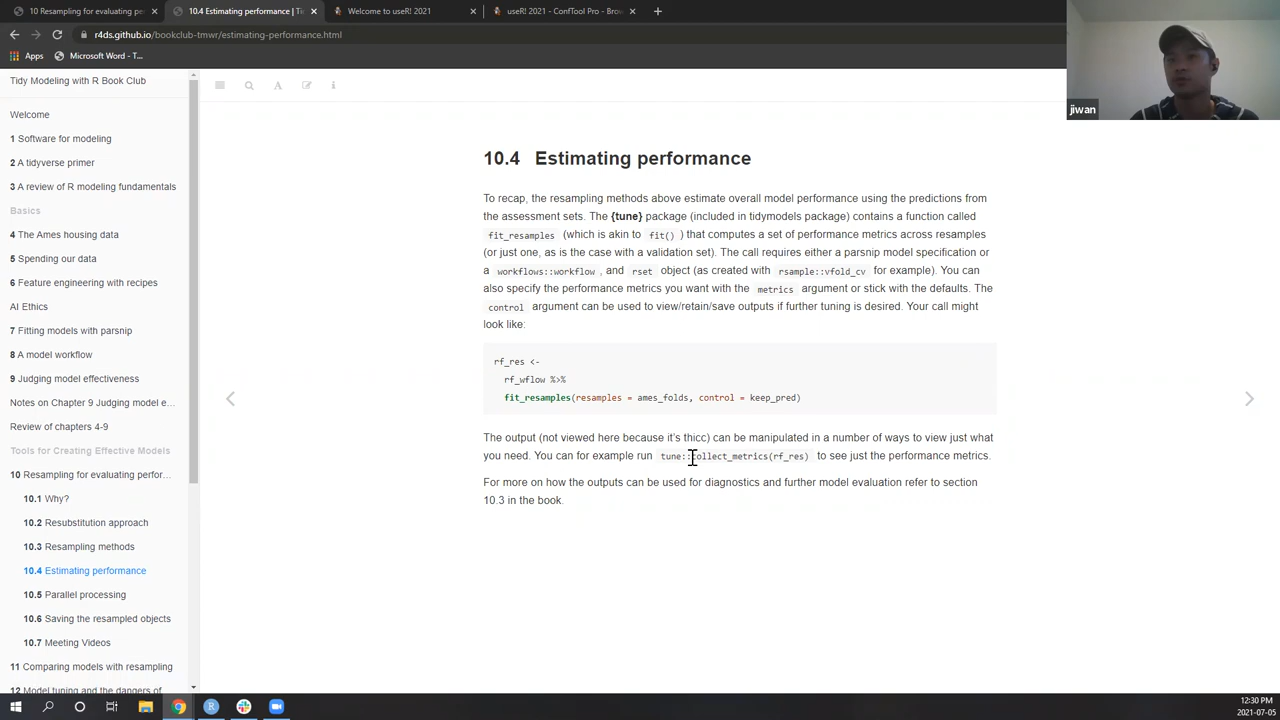 10 Resampling for evaluating per
10.4 Estimating performance | Ti
Welcome to useR! 2021
useR! 2021 - ConfTool Pro - Brow
r4ds.github.io/bookclub-tmwr/estimating-performance.html
Apps
Microsoft Word - T...
jiwan
Tidy Modeling with R Book Club
Welcome
1 Software for modeling
2 A tidyverse primer
3 A review of R modeling fundamentals
Basics
4 The Ames housing data
5 Spending our data
6 Feature engineering with recipes
AI Ethics
7 Fitting models with parsnip
8 A model workflow
9 Judging model effectiveness
Notes on Chapter 9 Judging model e...
Review of chapters 4-9
Tools for Creating Effective Models
10 Resampling for evaluating perfor...
10.1 Why?
10.2 Resubstitution approach
10.3 Resampling methods
10.4 Estimating performance
10.5 Parallel processing
10.6 Saving the resampled objects
10.7 Meeting Videos
11 Comparing models with resampling
12 Model tuning and the dangers of
10.4 Estimating performance
To recap, the resampling methods above estimate overall model performance using the predictions from
the assessment sets. The {tune} package (included in tidymodels package) contains a function called
fit_resamples (which is akin to fit() ) that computes a set of performance metrics across resamples
(or just one, as is the case with a validation set). The call requires either a parsnip model specification or
a workflows::workflow , and rset object (as created with rsample::vfold_cv for example). You can
also specify the performance metrics you want with the metrics argument or stick with the defaults. The
control argument can be used to view/retain/save outputs if further tuning is desired. Your call might
look like:
rf_res <-
rf_wflow %>%
fit_resamples(resamples = ames_folds, control = keep_pred)
The output (not viewed here because it's thicc) can be manipulated in a number of ways to view just what
you need. You can for example run tune::collect_metrics(rf_res) to see just the performance metrics.
For more on how the outputs can be used for diagnostics and further model evaluation refer to section
10.3 in the book.
12:30 PM
2021-07-05